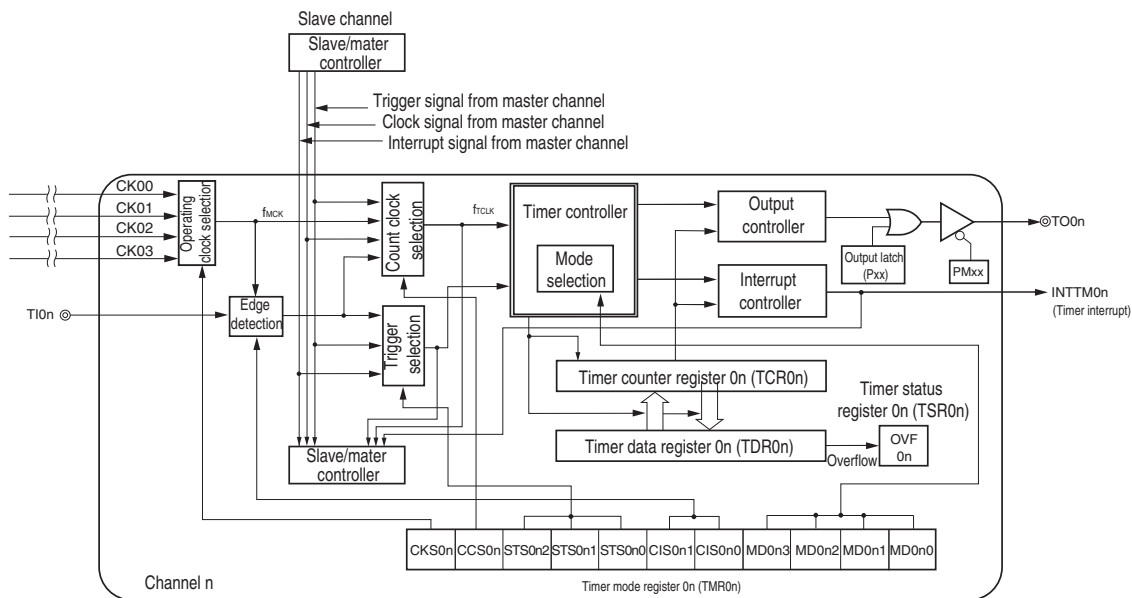 Slave channel
Slave/mater
controller
Trigger signal from master channel
Clock signal from master channel
Interrupt signal from master channel
CK00
CK01
CK02
CK03
Operating
clock selection
fMCK
Count clock
selection
fTCLK
Timer controller
Mode
selection
Output
controller
Output latch
(Pxx)
PMxx
TO0n
Interrupt
controller
INTTM0n
(Timer interrupt)
TI0n
Edge
detection
Trigger
selection
Timer counter register 0n (TCR0n)
Timer status
register 0n (TSR0n)
Slave/mater
controller
Timer data register 0n (TDR0n)
Overflow
OVF
0n
CKS0n CCS0n STS0n2 STS0n1 STS0n0 CIS0n1 CIS0n0 MD0n3 MD0n2 MD0n1 MD0n0
Channel n
Timer mode register 0n (TMR0n)